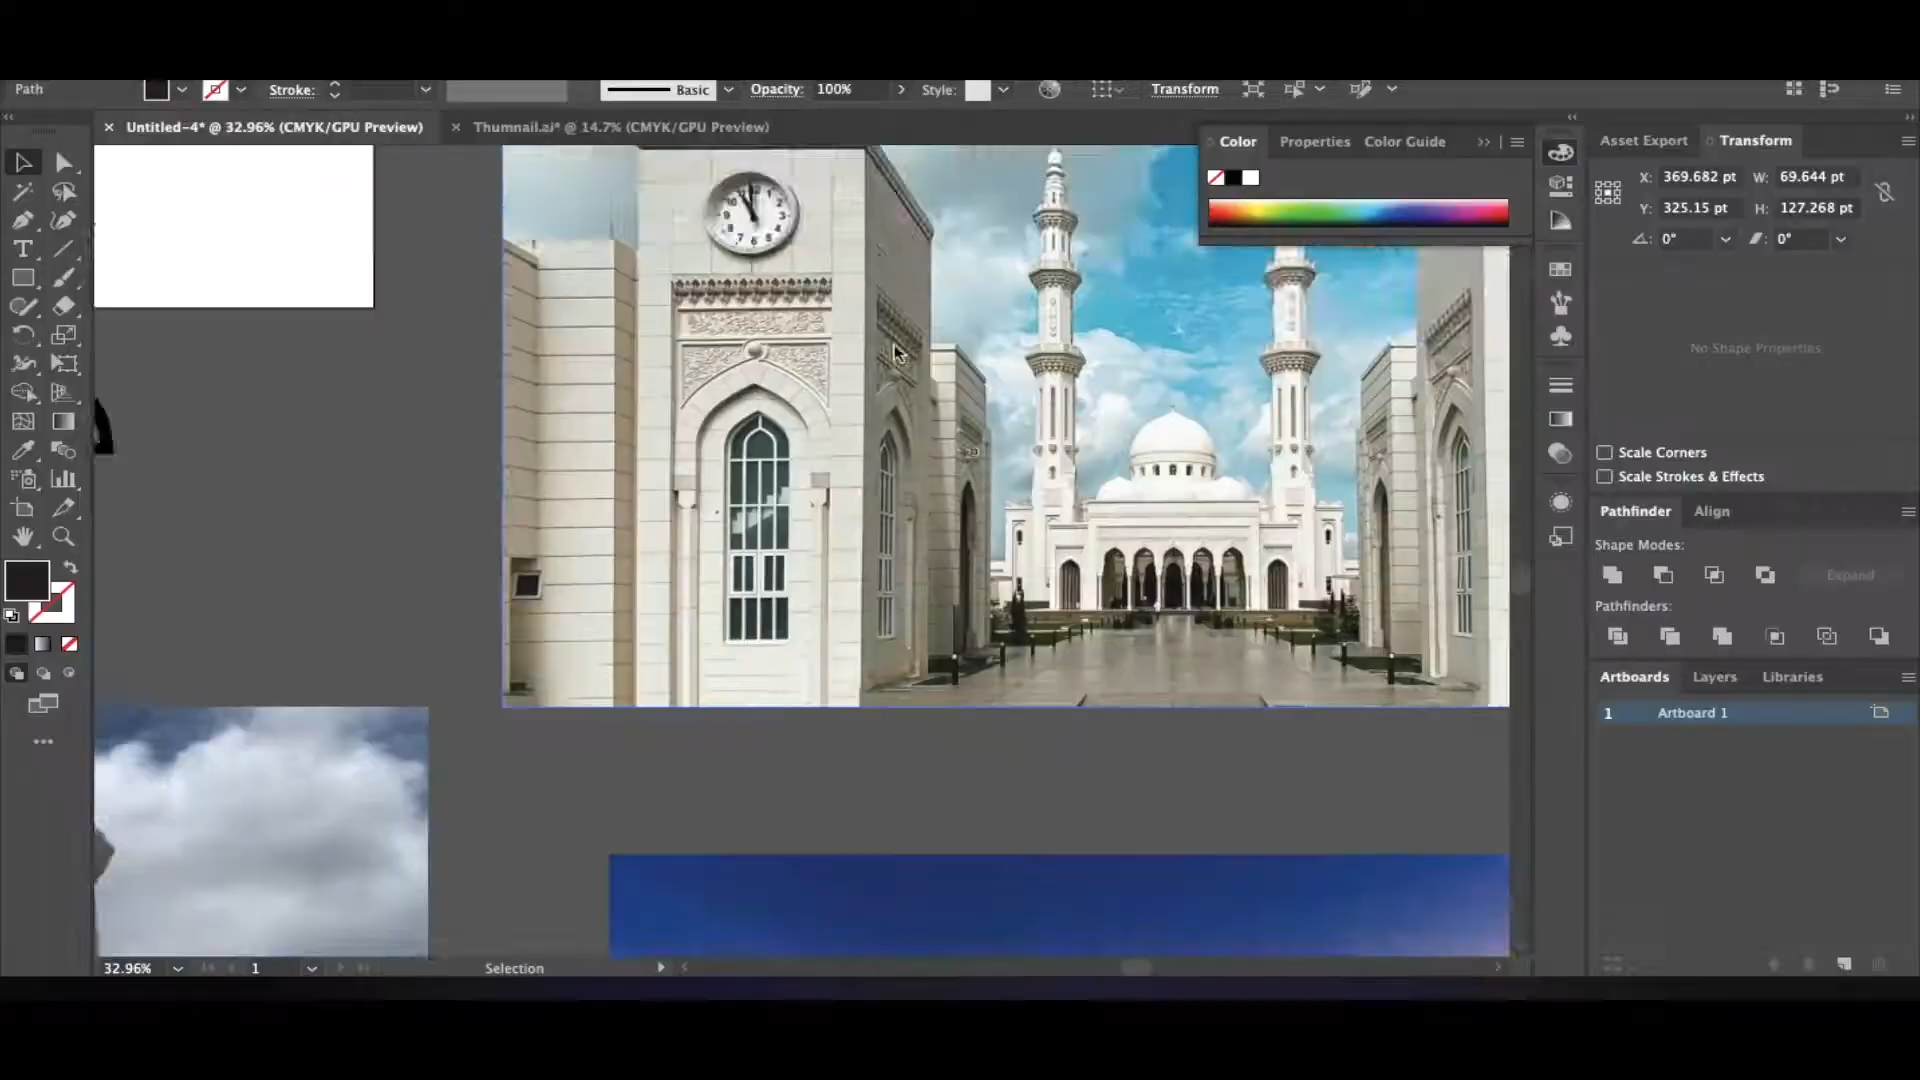 Path
Stroke:
Basic
Opacity: 100%
Style:
Transform
Untitled-4* @ 32.96% (CMYK/GPU Preview)
Thumnail.ai* @ 14.7% (CMYK/GPU Preview)
Color
Properties
Color Guide
Asset Export
Transform
X: 369.682 pt
W: 69.644 pt
Y: 325.15 pt
H: 127.268 pt
0°
0°
No Shape Properties
Scale Corners
Scale Strokes & Effects
Pathfinder
Align
Shape Modes:
Expand
Pathfinders:
Artboards
Layers
Libraries
1
Artboard 1
32.96%
1
Selection